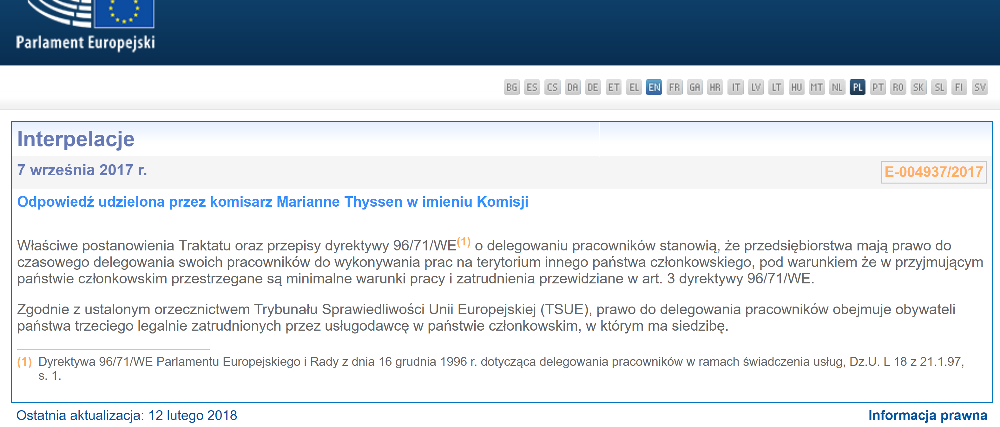 Parlament Europejski
BG ES CS DA DE ET EL EN FR GA HR IT LV LT HU MT NL PL PT RO SK SL FI SV
Interpelacje
7 września 2017 r.
E-004937/2017
Odpowiedź udzielona przez komisarz Marianne Thyssen w imieniu Komisji
Właściwe postanowienia Traktatu oraz przepisy dyrektywy 96/71/WE(1) o delegowaniu pracowników stanowią, że przedsiębiorstwa mają prawo do
czasowego delegowania swoich pracowników do wykonywania prac na terytorium innego państwa członkowskiego, pod warunkiem że w przyjmującym
państwie członkowskim przestrzegane są minimalne warunki pracy i zatrudnienia przewidziane w art. 3 dyrektywy 96/71/WE.
Zgodnie z ustalonym orzecznictwem Trybunału Sprawiedliwości Unii Europejskiej (TSUE), prawo do delegowania pracowników obejmuje obywateli
państwa trzeciego legalnie zatrudnionych przez usługodawcę w państwie członkowskim, w którym ma siedzibę.
(1) Dyrektywa 96/71/WE Parlamentu Europejskiego i Rady z dnia 16 grudnia 1996 r. dotycząca delegowania pracowników w ramach świadczenia usług, Dz.U. L 18 z 21.1.97,
s. 1.
Ostatnia aktualizacja: 12 lutego 2018
Informacja prawna